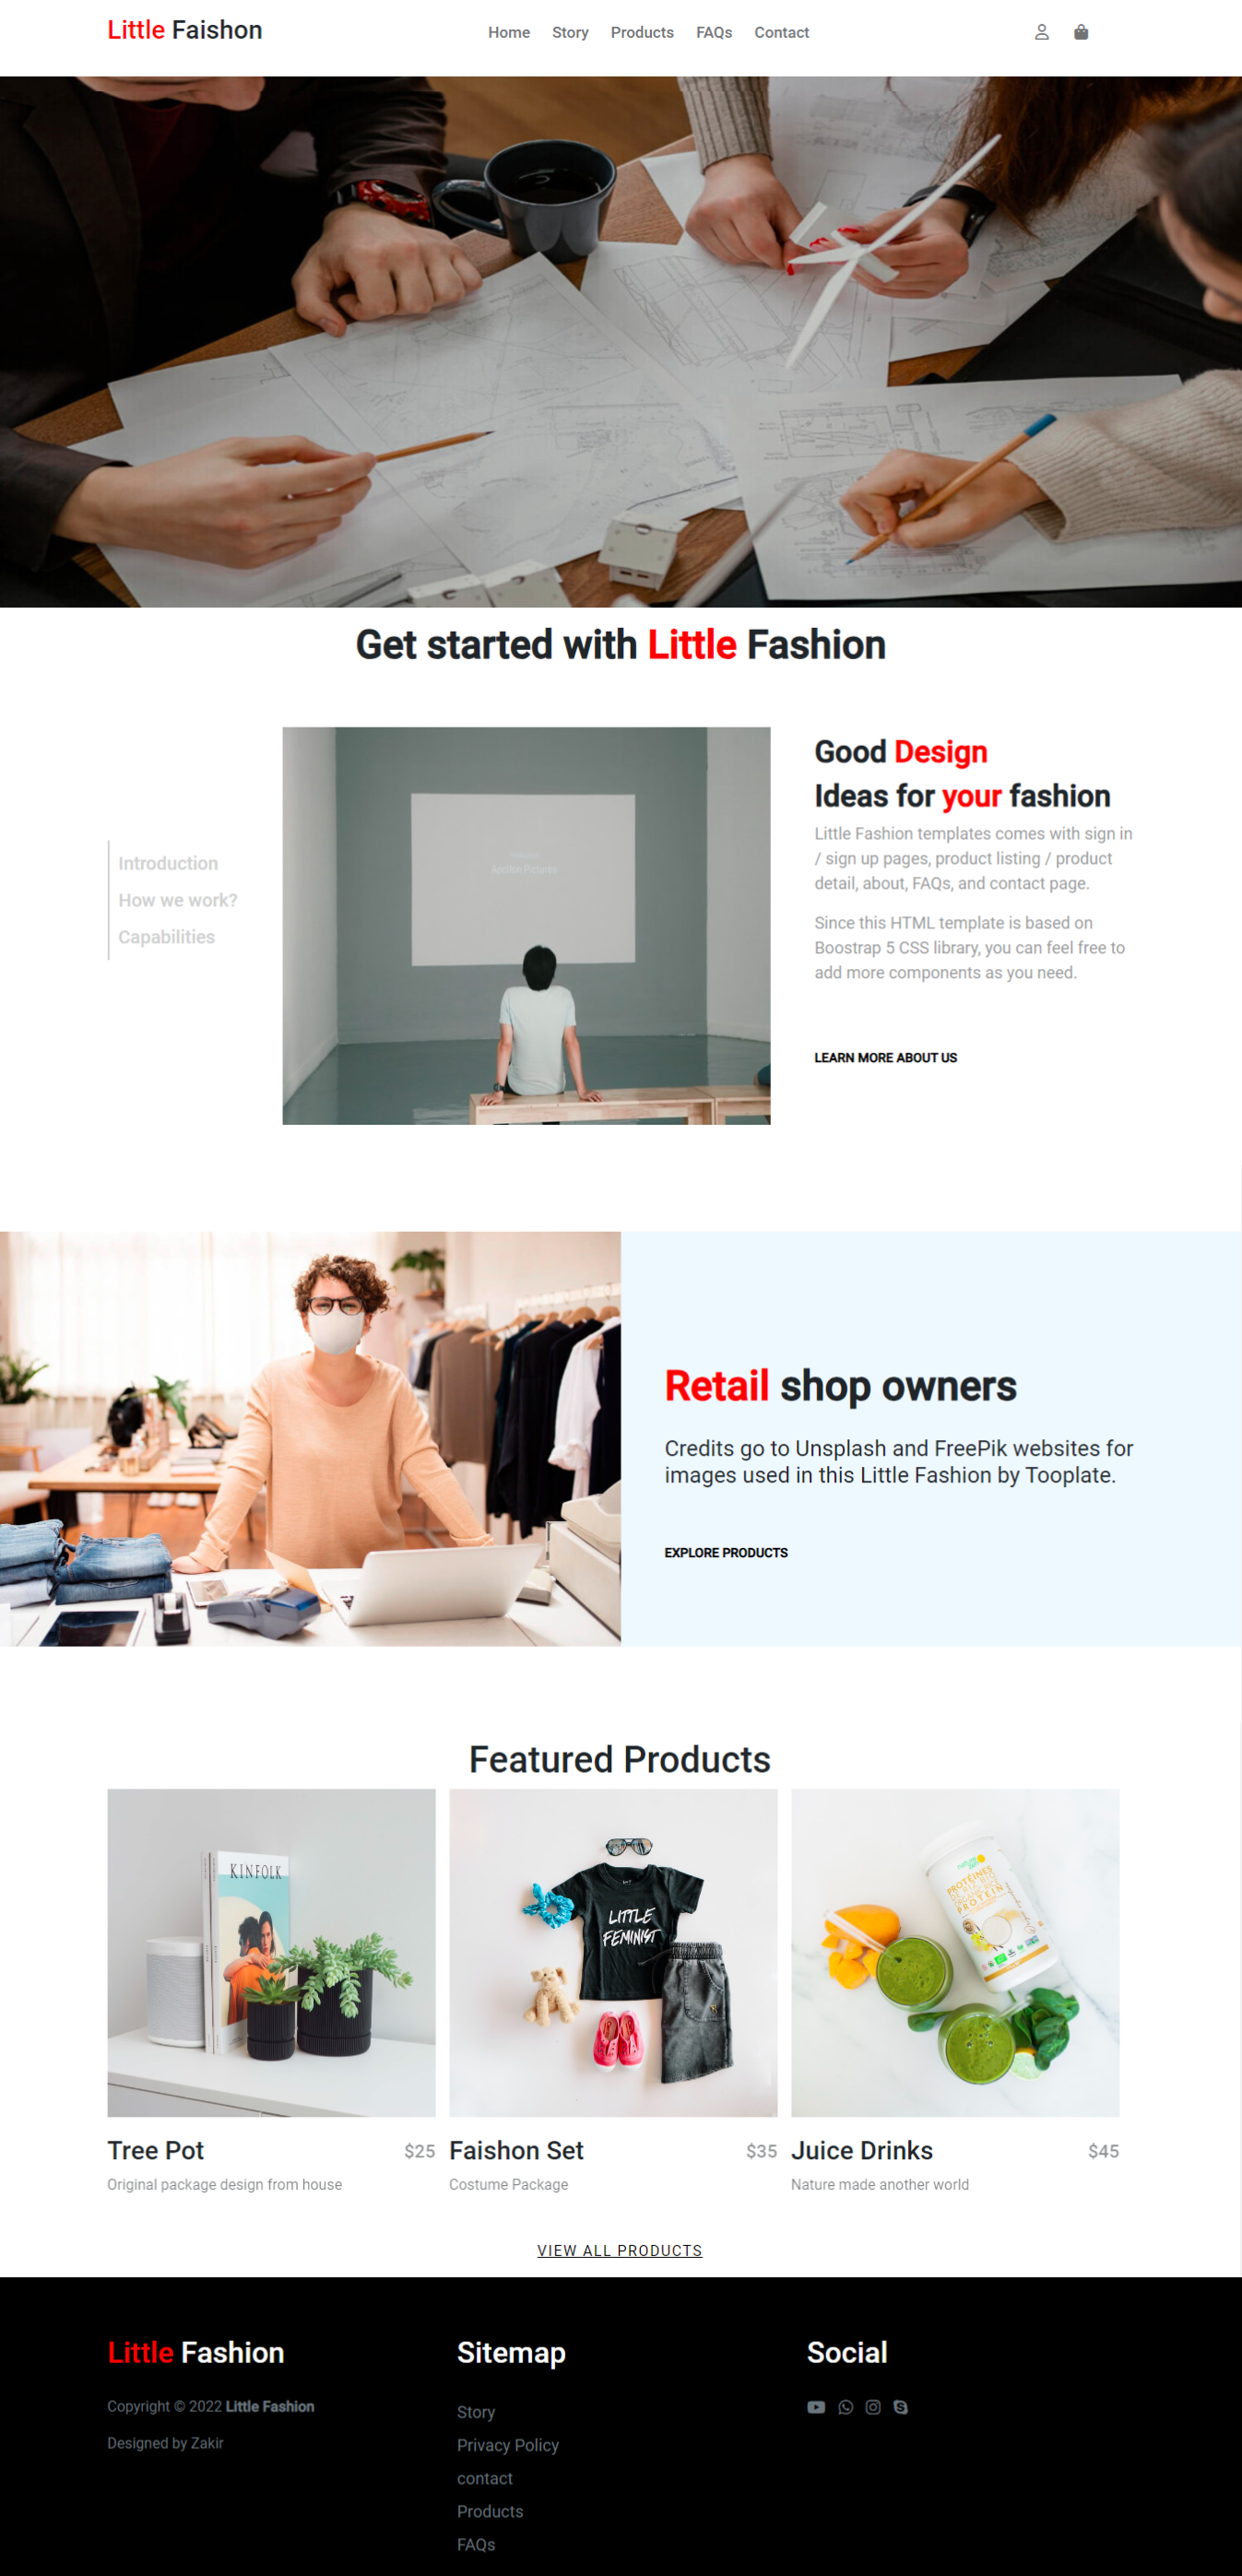 Little Faishon
Home Story Products FAQs Contact
Get started with Little Fashion
Introduction
How we work?
Capabilities
Good Design
Ideas for your fashion
Little Fashion templates comes with sign in
/ sign up pages, product listing / product
detail, about, FAQs, and contact page.
Since this HTML template is based on
Boostrap 5 CSS library, you can feel free to
add more components as you need.
LEARN MORE ABOUT US
Retail shop owners
Credits go to Unsplash and FreePik websites for
images used in this Little Fashion by Tooplate.
EXPLORE PRODUCTS
Featured Products
KINFOLK
LITTLE
FEMINIST
PROTÉINES
PROTEIN
Tree Pot $25
Original package design from house
Faishon Set $35
Costume Package
Juice Drinks $45
Nature made another world
VIEW ALL PRODUCTS
Little Fashion
Copyright © 2022 Little Fashion
Designed by Zakir
Sitemap
Story
Privacy Policy
contact
Products
FAQs
Social